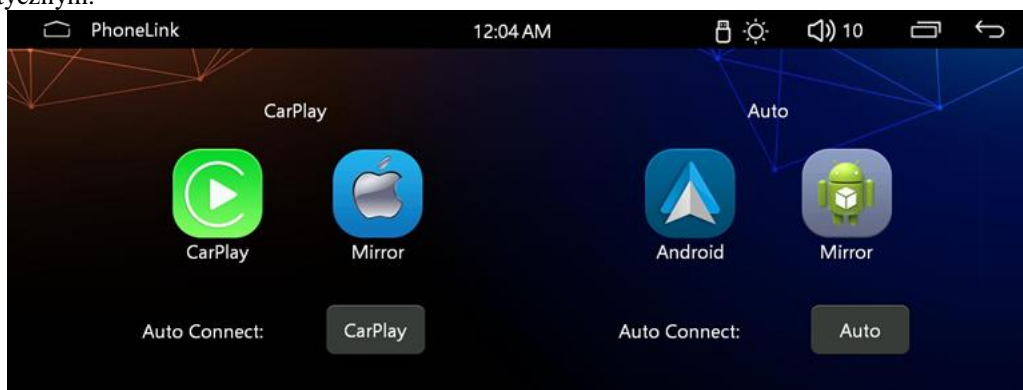 PhoneLink 12:04 AM 10
CarPlay Auto
CarPlay Mirror Android Mirror
Auto Connect: CarPlay Auto Connect: Auto